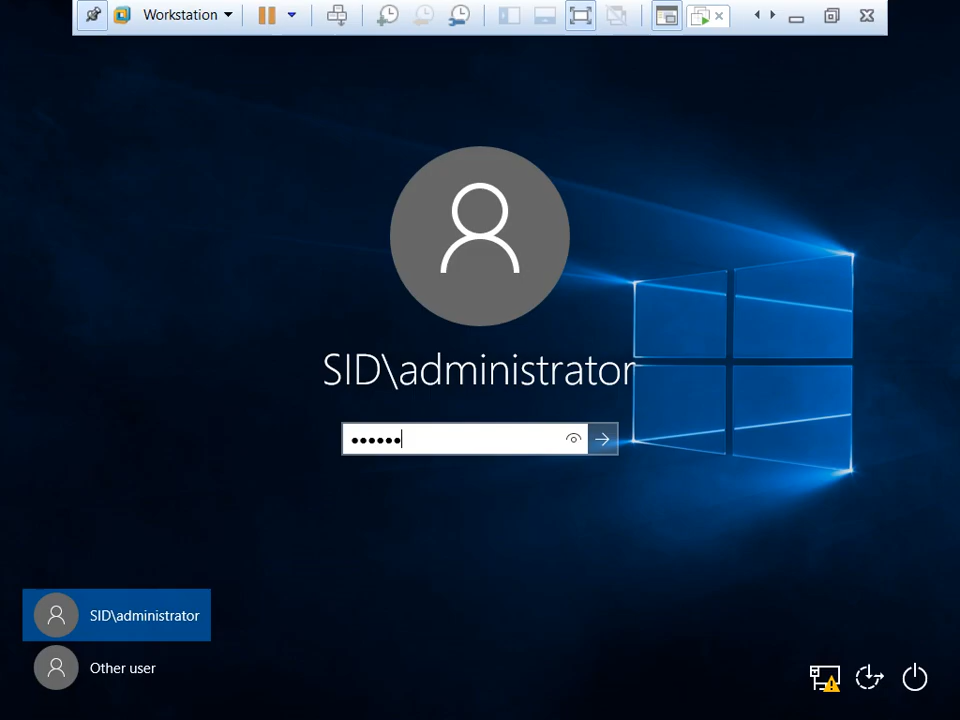 Workstation
SID\administrator
••••••
SID\administrator
Other user